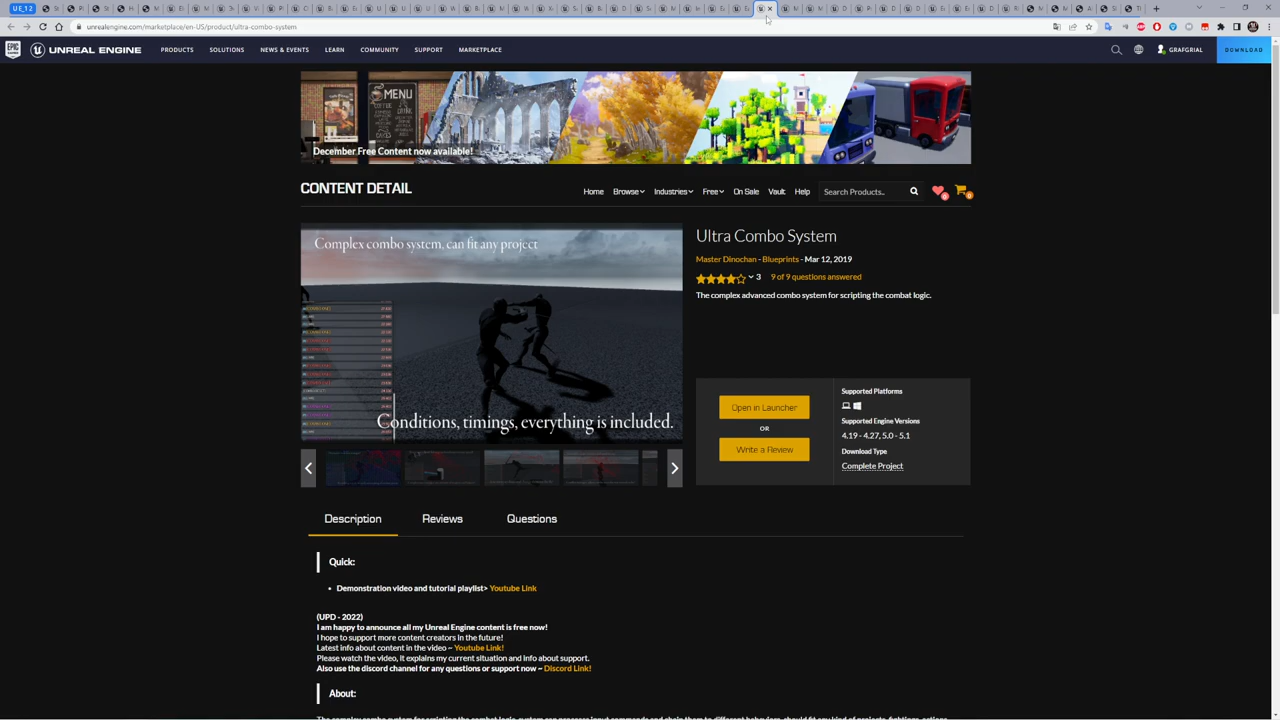 UE_12
unrealengine.com/marketplace/en-US/product/ultra-combo-system
EPIC GAMES
UNREAL ENGINE
PRODUCTS
SOLUTIONS
NEWS & EVENTS
LEARN
COMMUNITY
SUPPORT
MARKETPLACE
GRAFGRIAL
DOWNLOAD
MENU
December Free Content now available!
CONTENT DETAIL
Home
Browse
Industries
Free
On Sale
Vault
Help
Search Products..
0
0
Complex combo system, can fit any project
Conditions, timings, everything is included.
Ultra Combo System
Master Dinochan - Blueprints - Mar 12, 2019
3
9 of 9 questions answered
The complex advanced combo system for scripting the combat logic.
Open in Launcher
OR
Write a Review
Supported Platforms
Supported Engine Versions
4.19 - 4.27, 5.0 - 5.1
Download Type
Complete Project
Description
Reviews
Questions
Quick:
• Demonstration video and tutorial playlist> Youtube Link
(UPD - 2022)
I am happy to announce all my Unreal Engine content is free now!
I hope to support more content creators in the future!
Latest info about content in the video ~ Youtube Link!
Please watch the video, it explains my current situation and info about support.
Also use the discord channel for any questions or support now ~ Discord Link!
About: